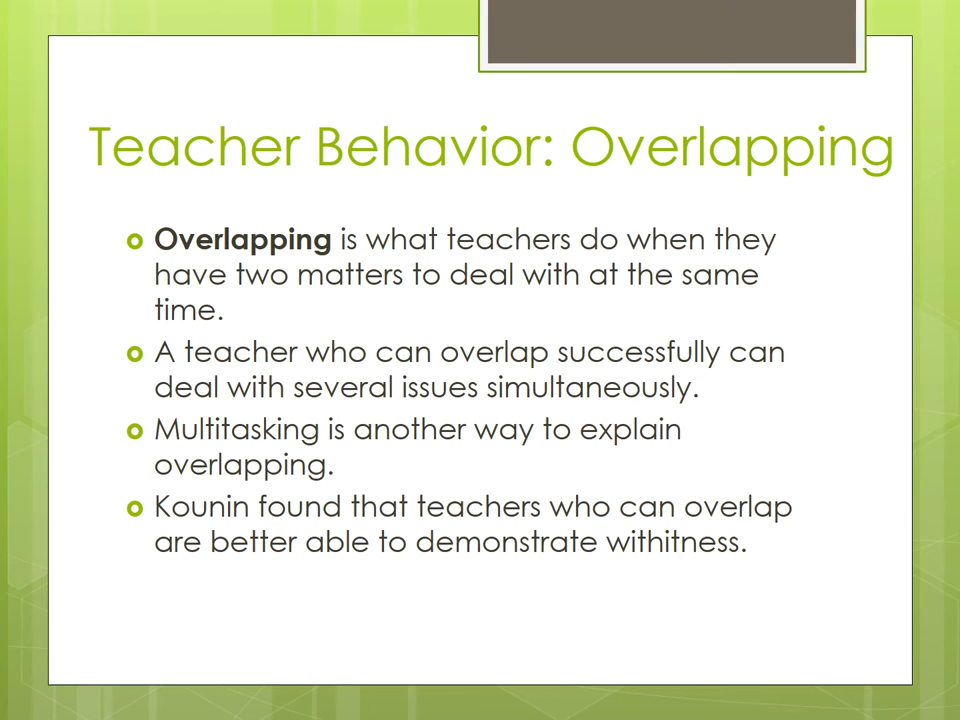 Teacher Behavior: Overlapping
Overlapping is what teachers do when they
have two matters to deal with at the same
time.
A teacher who can overlap successfully can
deal with several issues simultaneously.
Multitasking is another way to explain
overlapping.
Kounin found that teachers who can overlap
are better able to demonstrate withitness.